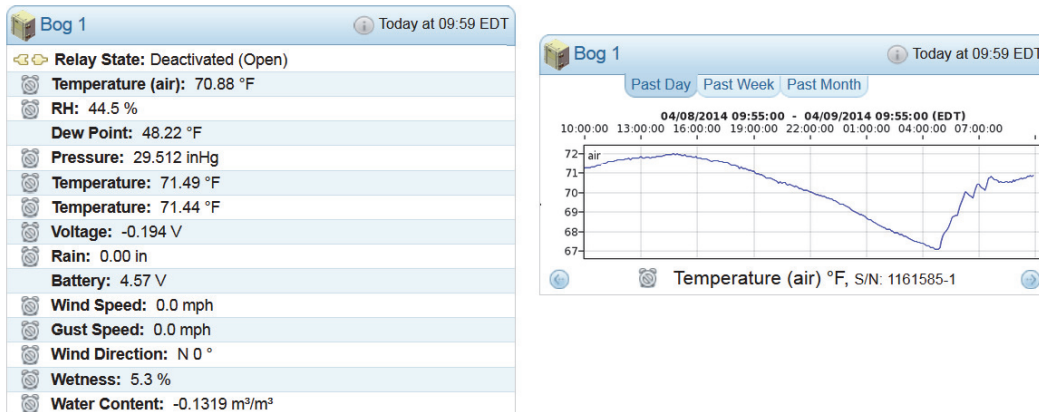 Bog 1
Today at 09:59 EDT
Relay State: Deactivated (Open)
Temperature (air): 70.88 °F
RH: 44.5 %
Dew Point: 48.22 °F
Pressure: 29.512 inHg
Temperature: 71.49 °F
Temperature: 71.44 °F
Voltage: -0.194 V
Rain: 0.00 in
Battery: 4.57 V
Wind Speed: 0.0 mph
Gust Speed: 0.0 mph
Wind Direction: N 0 °
Wetness: 5.3 %
Water Content: -0.1319 m³/m³
Bog 1
Today at 09:59 EDT
Past Day Past Week Past Month
04/08/2014 09:55:00 - 04/09/2014 09:55:00 (EDT)
10:00:00 13:00:00 16:00:00 19:00:00 22:00:00 01:00:00 04:00:00 07:00:00
72
air
71
70
69
68
67
Temperature (air) °F, S/N: 1161585-1